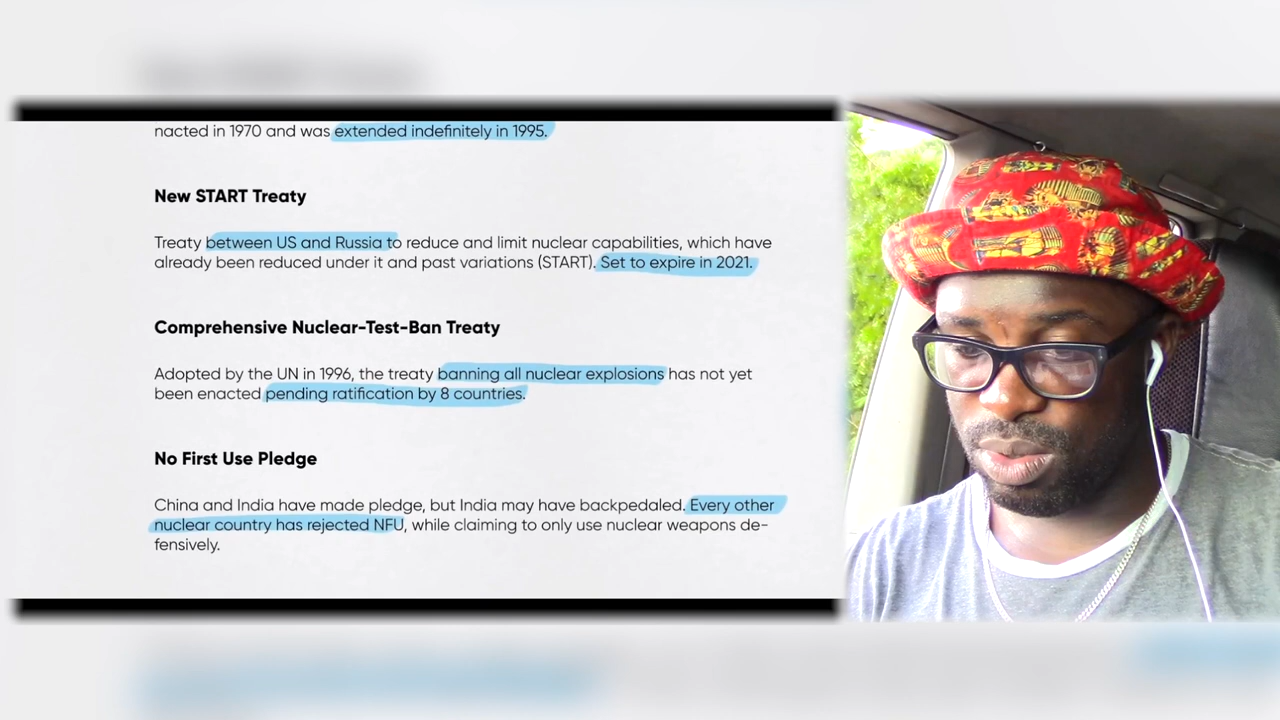 nacted in 1970 and was extended indefinitely in 1995.
New START Treaty
Treaty between US and Russia to reduce and limit nuclear capabilities, which have
already been reduced under it and past variations (START). Set to expire in 2021.
Comprehensive Nuclear-Test-Ban Treaty
Adopted by the UN in 1996, the treaty banning all nuclear explosions has not yet
been enacted pending ratification by 8 countries.
No First Use Pledge
China and India have made pledge, but India may have backpedaled. Every other
nuclear country has rejected NFU, while claiming to only use nuclear weapons de-
fensively.